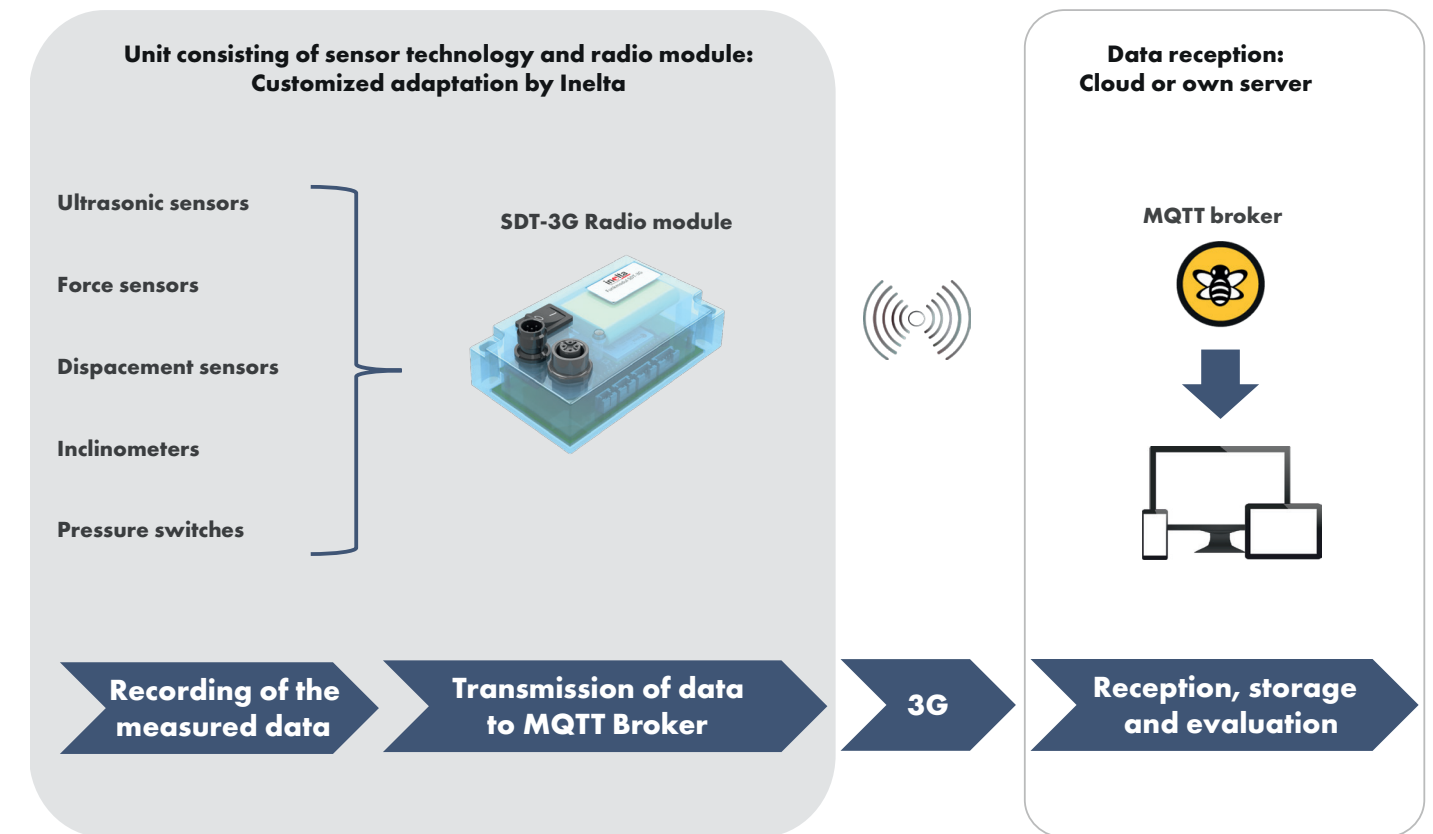 Unit consisting of sensor technology and radio module:
Customized adaptation by Inelta
Data reception:
Cloud or own server
Ultrasonic sensors
Force sensors
Dispacement sensors
Inclinometers
Pressure switches
SDT-3G Radio module
inelta
MQTT broker
Recording of the
measured data
Transmission of data
to MQTT Broker
3G
Reception, storage
and evaluation